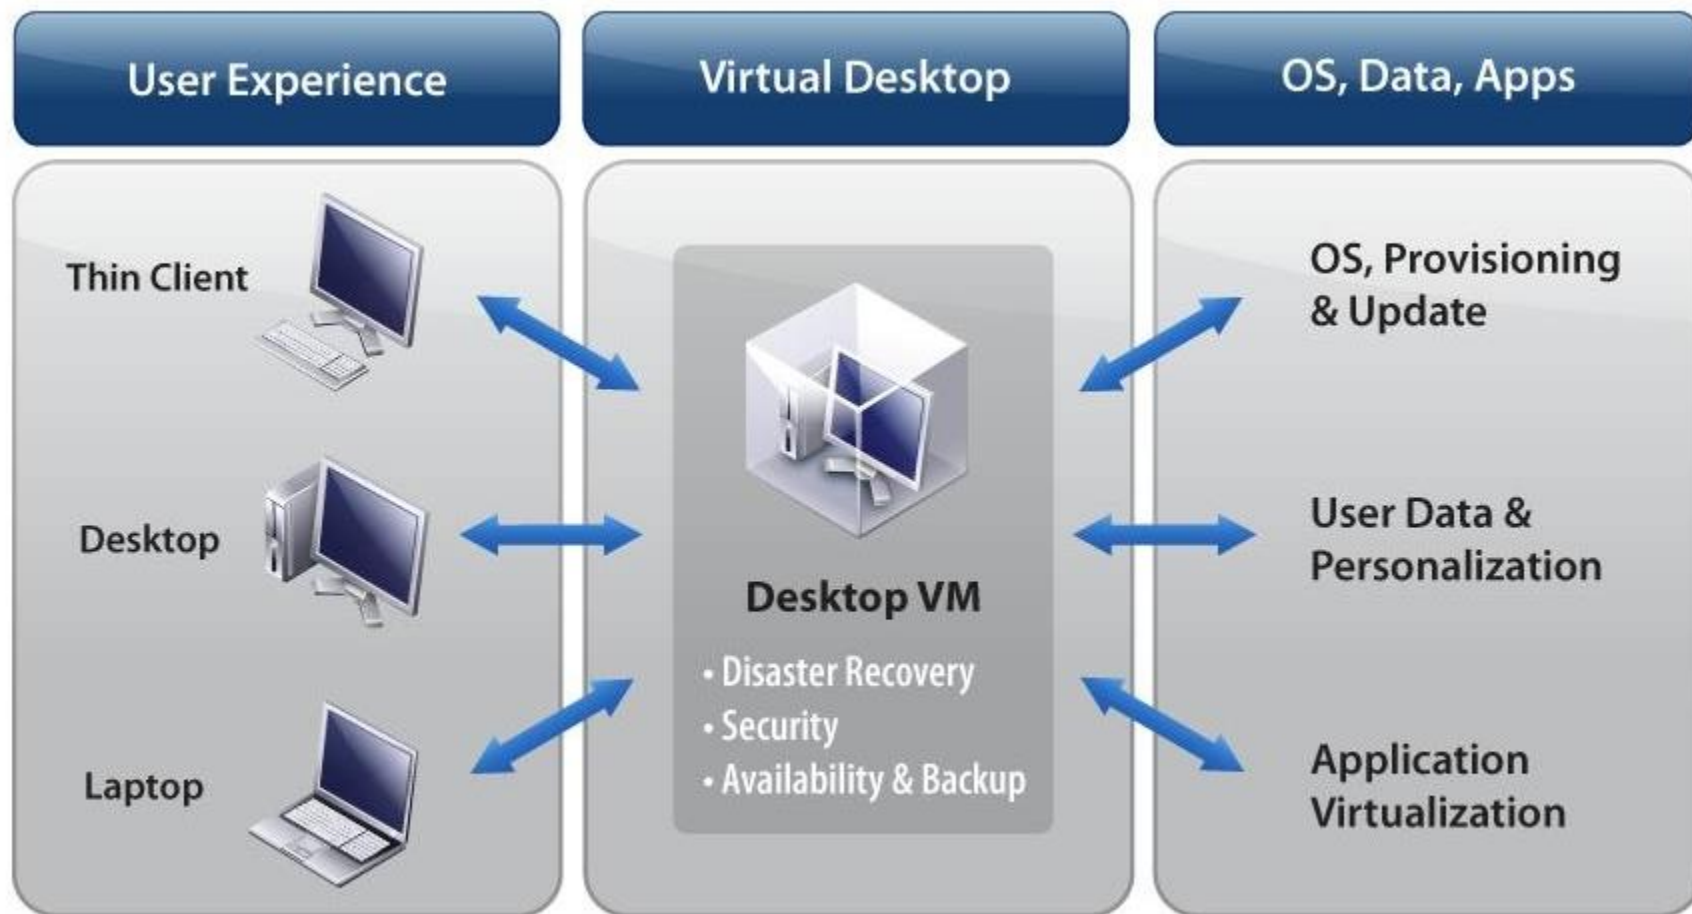 User Experience
Virtual Desktop
OS, Data, Apps
Thin Client
Desktop
Laptop
Desktop VM
• Disaster Recovery
• Security
• Availability & Backup
OS, Provisioning
& Update
User Data &
Personalization
Application
Virtualization